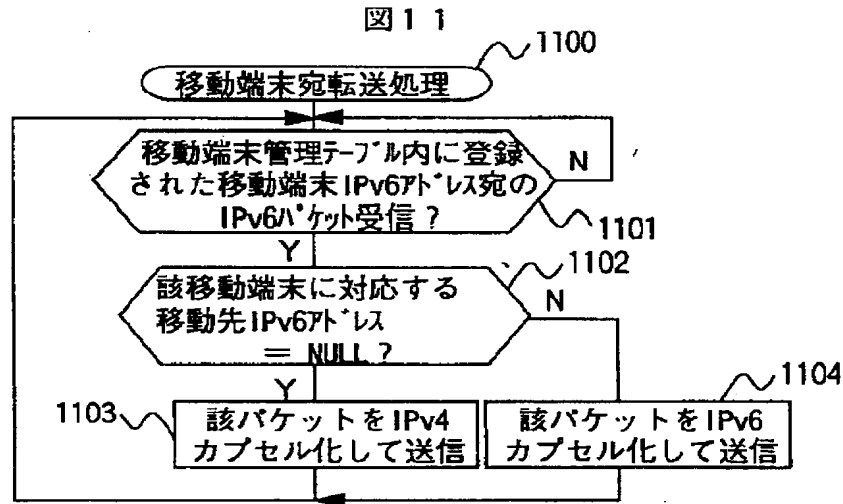 図11
1100
移動端末宛転送処理
移動端末管理テーブル内に登録
された移動端末IPv6アドレス宛の
IPv6パケット受信?
N
1101
Y
1102
該移動端末に対応する
移動先IPv6アドレス
= NULL?
N
Y
1103
該パケットをIPv4
カプセル化して送信
1104
該パケットをIPv6
カプセル化して送信